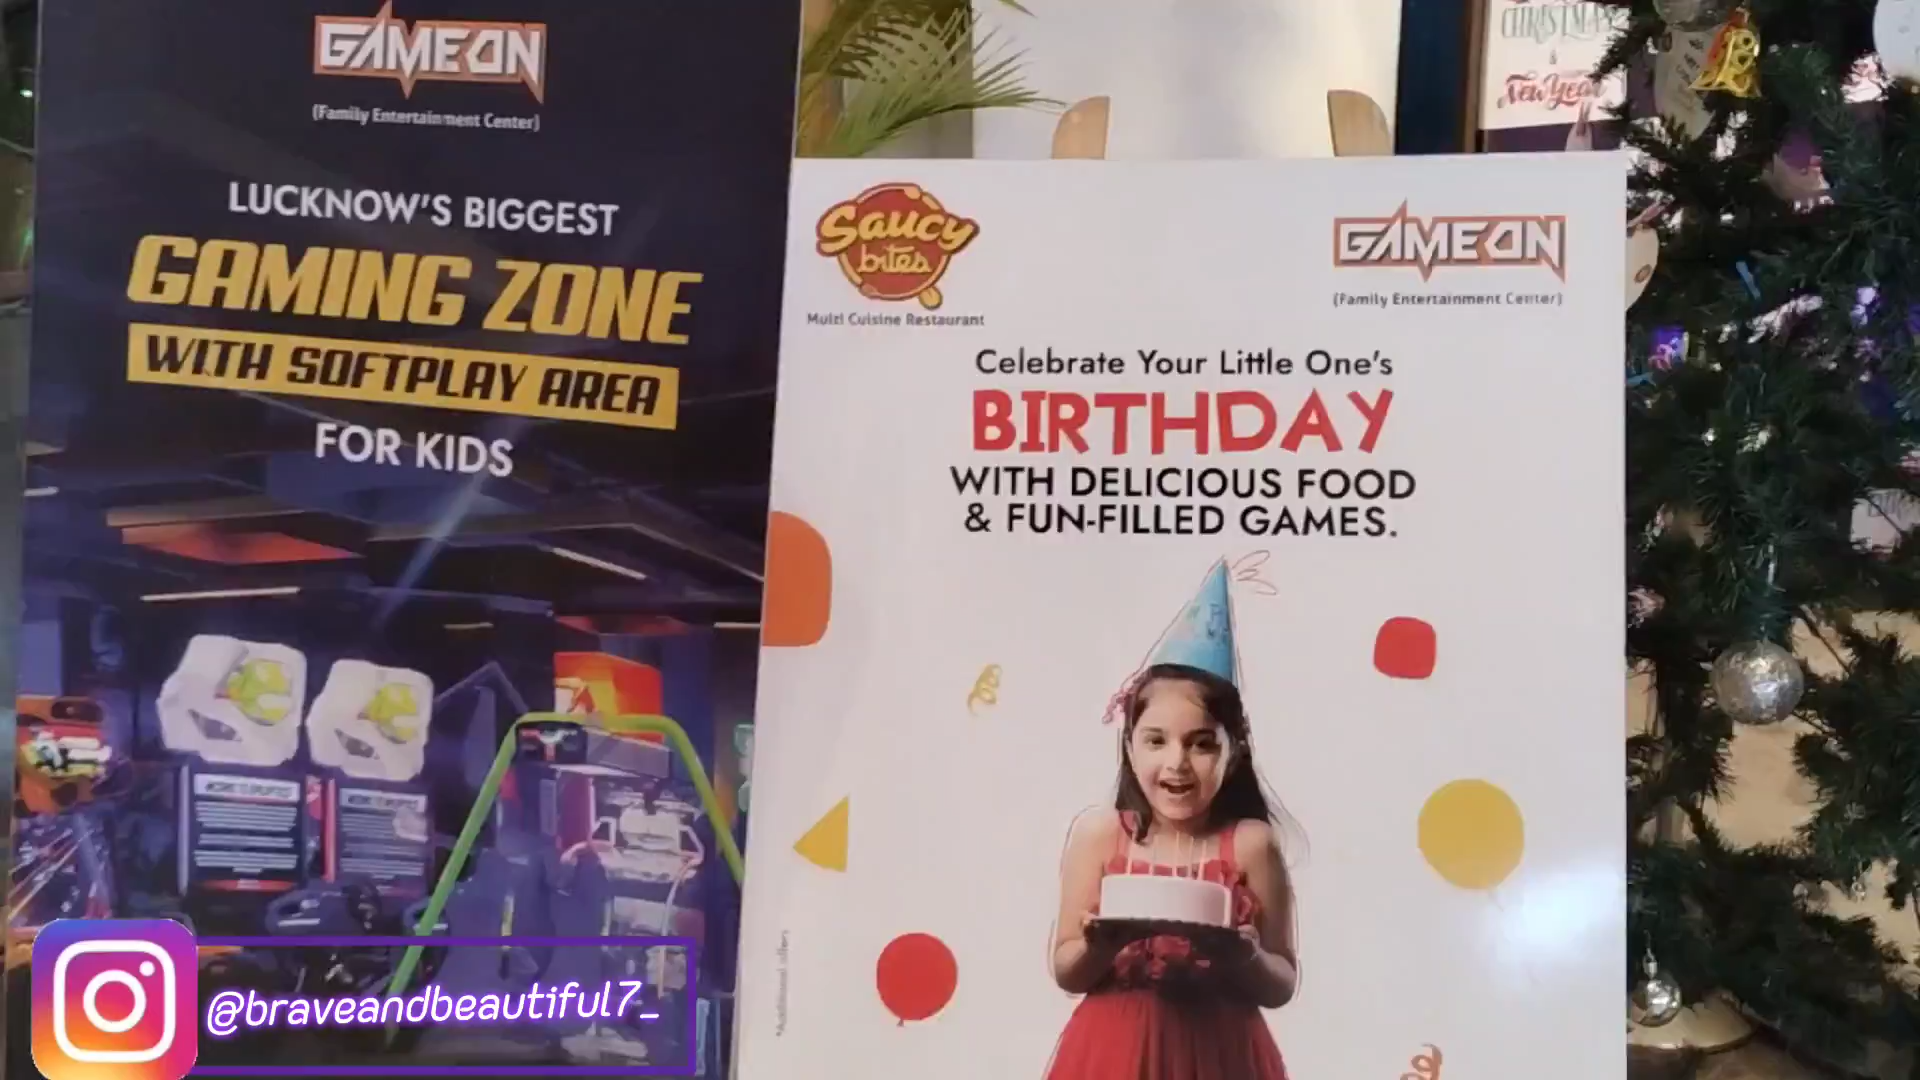 GAMEON
(Family Entertainment Center)
LUCKNOW'S BIGGEST
GAMING ZONE
WITH SOFTPLAY AREA
FOR KIDS
Saucy
bites
Multi Cuisine Restaurant
GAMEON
(Family Entertainment Center)
Celebrate Your Little One's
BIRTHDAY
WITH DELICIOUS FOOD
& FUN-FILLED GAMES.
CHRISTMAS
&
New Year
@braveandbeautiful7_